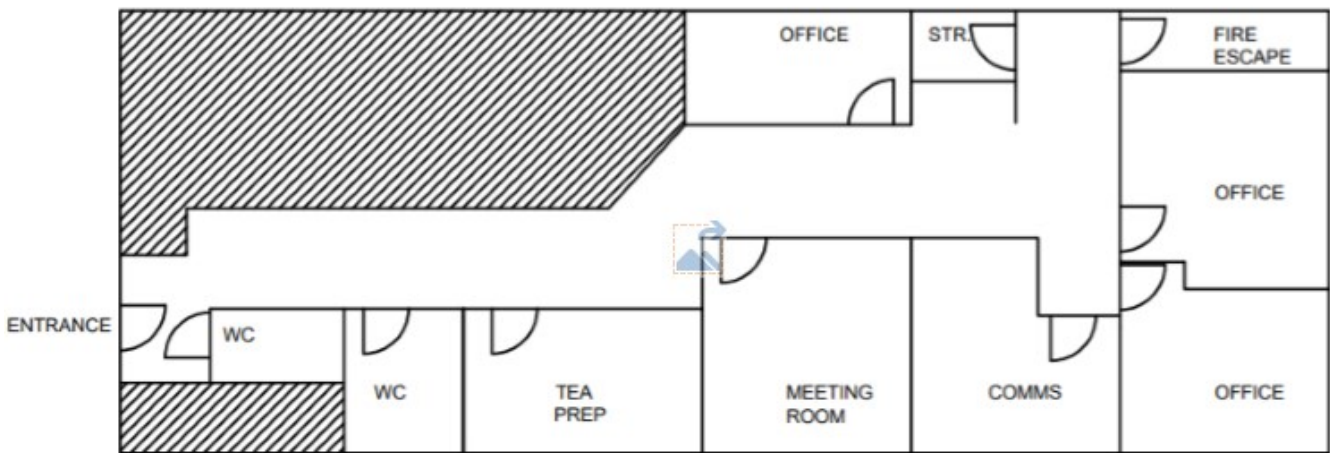 OFFICE
STR.
FIRE
ESCAPE
OFFICE
ENTRANCE
WC
WC
TEA
PREP
MEETING
ROOM
COMMS
OFFICE